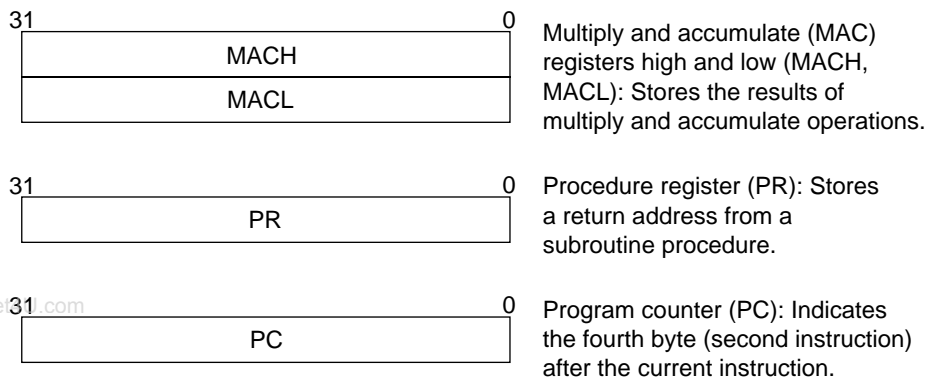 31 0
MACH
MACL
Multiply and accumulate (MAC)
registers high and low (MACH,
MACL): Stores the results of
multiply and accumulate operations.
31 0
PR
Procedure register (PR): Stores
a return address from a
subroutine procedure.
31 0
PC
Program counter (PC): Indicates
the fourth byte (second instruction)
after the current instruction.